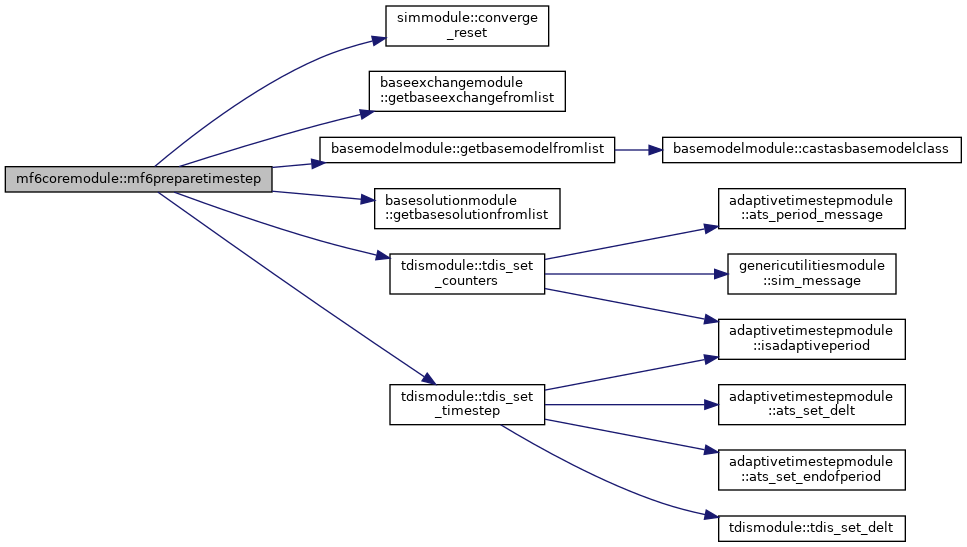 simmodule::converge
_reset
baseexchangemodule
::getbaseexchangefromlist
basemodelmodule::getbasemodelfromlist
basemodelmodule::castasbasemodelclass
mf6coremodule::mf6preparetimestep
basesolutionmodule
::getbasesolutionfromlist
adaptivetimestepmodule
::ats_period_message
tdismodule::tdis_set
_counters
genericutilitiesmodule
::sim_message
adaptivetimestepmodule
::isadaptiveperiod
tdismodule::tdis_set
_timestep
adaptivetimestepmodule
::ats_set_delt
adaptivetimestepmodule
::ats_set_endofperiod
tdismodule::tdis_set_delt